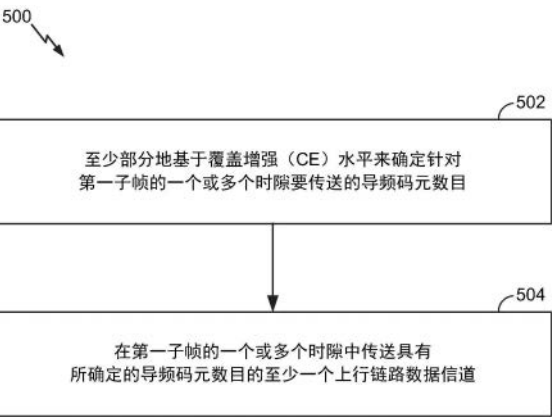 500
502
至少部分地基于覆盖增强（CE）水平来确定针对
第一子帧的一个或多个时隙要传送的导频码元数目
504
在第一子帧的一个或多个时隙中传送具有
所确定的导频码元数目的至少一个上行链路数据信道